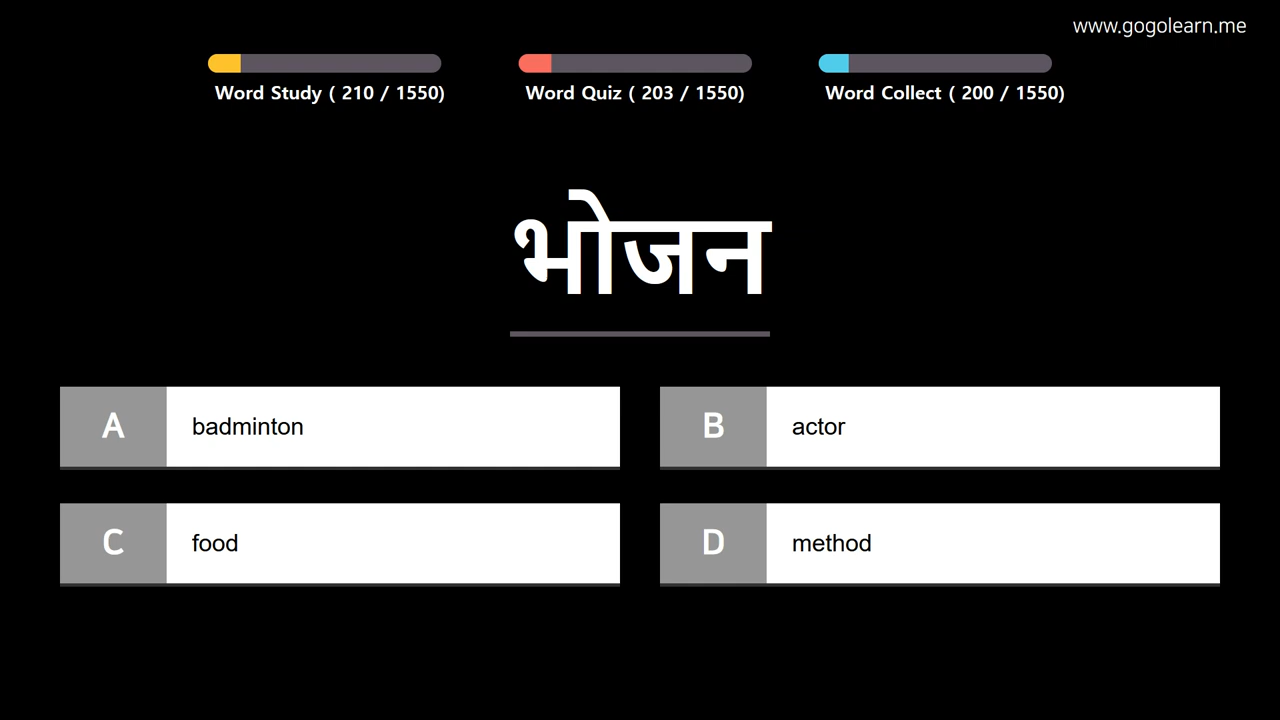 www.gogolearn.me
Word Study ( 210 / 1550)
Word Quiz ( 203 / 1550)
Word Collect ( 200 / 1550)
भोजन
A badminton
B actor
C food
D method